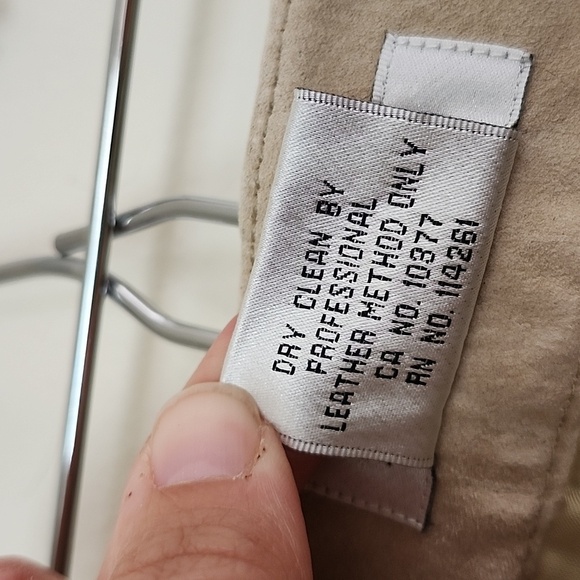 DRY CLEAN BY
PROFESSIONAL
LEATHER METHOD ONLY
CA NO. 10377
RN NO. 114261